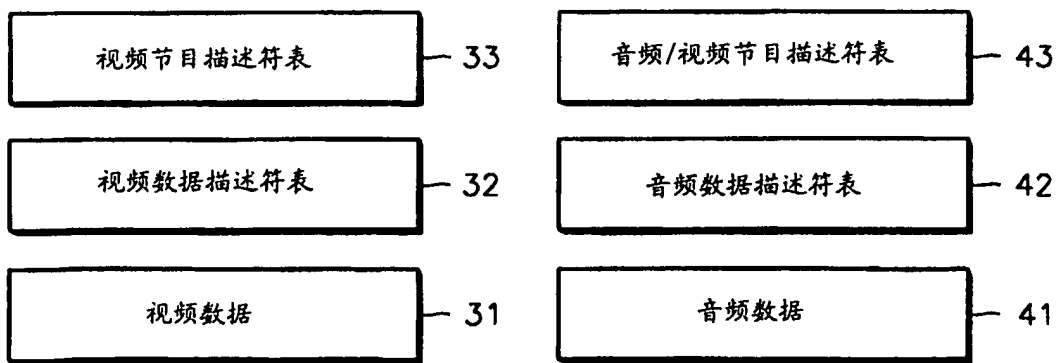 视频节目描述符表 33
音频/视频节目描述符表 43
视频数据描述符表 32
音频数据描述符表 42
视频数据 31
音频数据 41